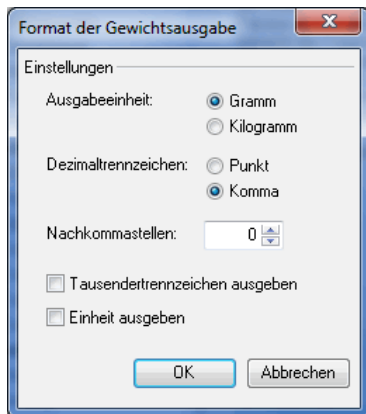 Format der Gewichtsausgabe
Einstellungen
Ausgabeeinheit: Gramm
Kilogramm
Dezimaltrennzeichen: Punkt
Komma
Nachkommastellen: 0
Tausendertrennzeichen ausgeben
Einheit ausgeben
OK Abbrechen